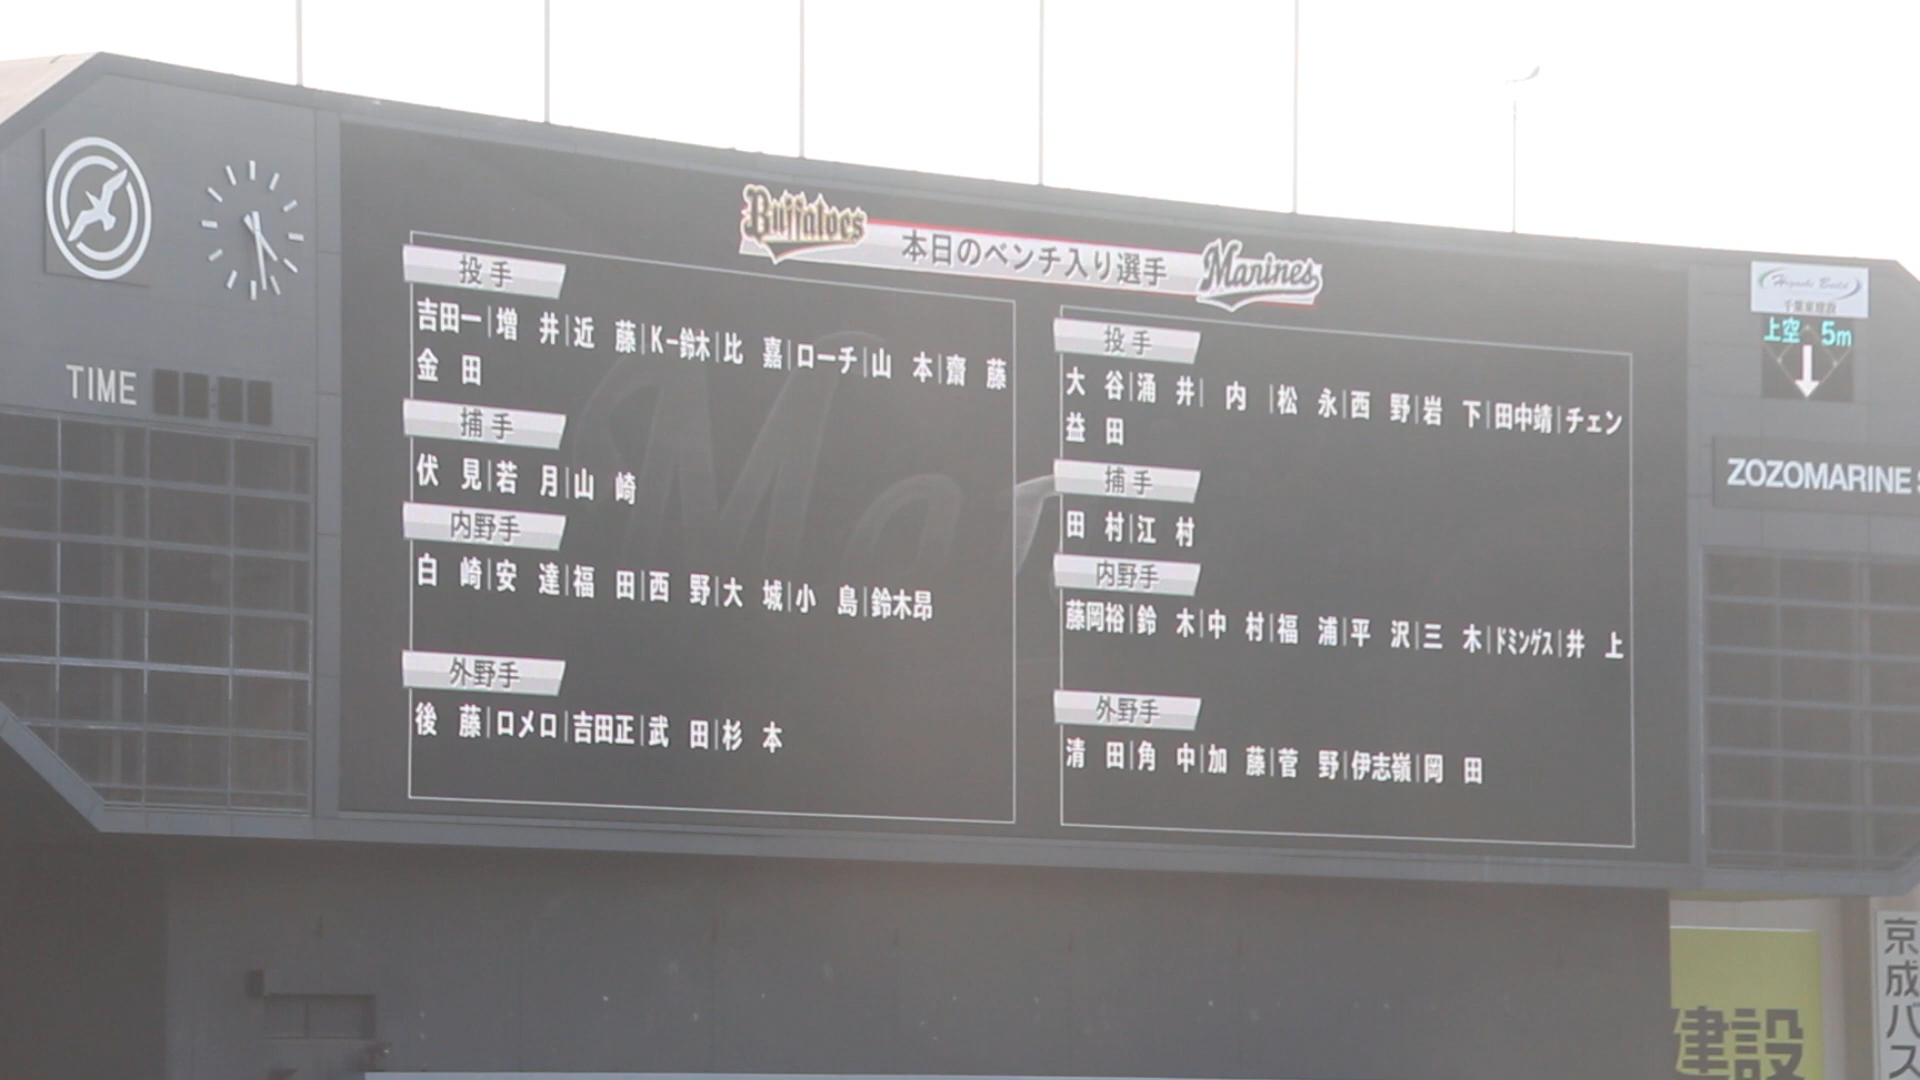 Buffaloes 本日のベンチ入り選手 Marines
投手
吉田一|増 井|近 藤|K-鈴木|比 嘉|ローチ|山 本|齋 藤
金 田
捕手
伏 見|若 月|山 崎
内野手
白 崎|安 達|福 田|西 野|大 城|小 島|鈴木昂
外野手
後 藤|ロメロ|吉田正|武 田|杉 本
投手
大 谷|涌 井| 内 |松 永|西 野|岩 下|田中靖|チェン
益 田
捕手
田 村|江 村
内野手
藤岡裕|鈴 木|中 村|福 浦|平 沢|三 木|ドミンゲス|井 上
外野手
清 田|角 中|加 藤|菅 野|伊志嶺|岡 田
TIME
上空 5m
ZOZOMARINE
建設
京成バス